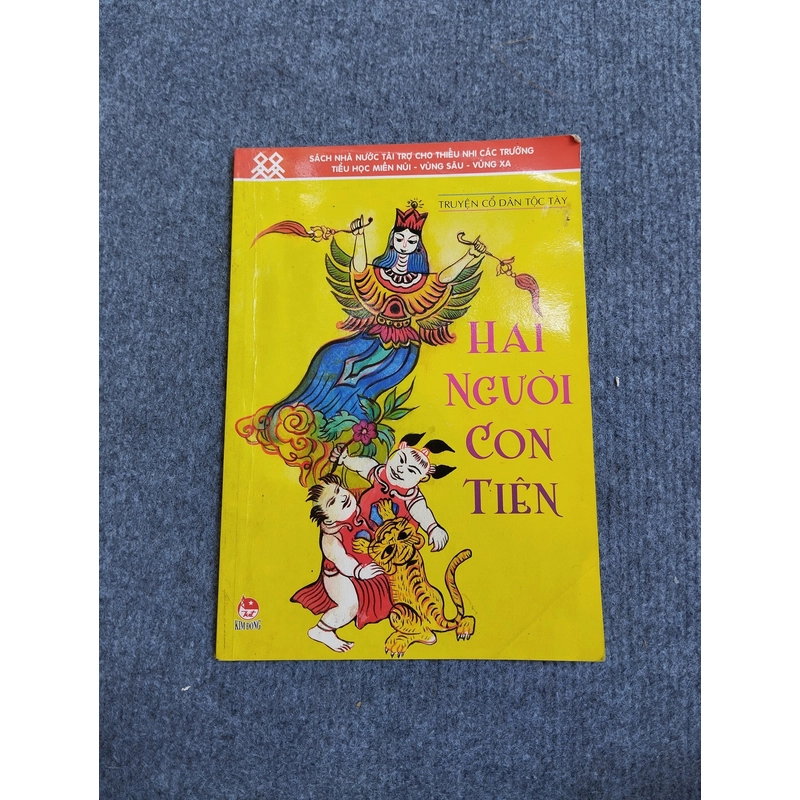 SÁCH NHÀ NƯỚC TÀI TRỢ CHO THIẾU NHI CÁC TRƯỜNG
TIỂU HỌC MIỀN NÚI - VÙNG SÂU - VÙNG XA
TRUYỆN CỔ DÂN TỘC TÀY
HAI
NGƯỜI
CON
TIÊN
KIM ĐỒNG